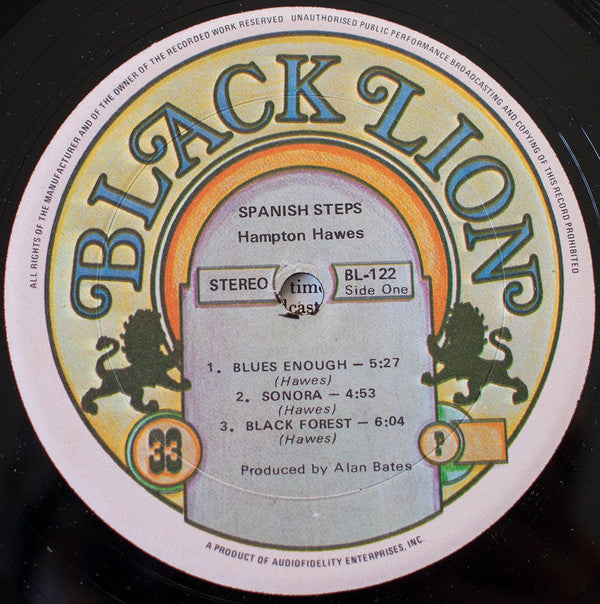 ALL RIGHTS OF THE MANUFACTURER AND OF THE OWNER OF THE RECORDED WORK RESERVED UNAUTHORISED PUBLIC PERFORMANCE BROADCASTING AND COPYING OF THIS RECORD PROHIBITED
BLACK LION
SPANISH STEPS
Hampton Hawes
STEREO
BL-122
Side One
1. BLUES ENOUGH – 5:27
(Hawes)
2. SONORA – 4:53
(Hawes)
3. BLACK FOREST – 6:04
(Hawes)
33
P
Produced by Alan Bates
A PRODUCT OF AUDIOFIDELITY ENTERPRISES, INC.